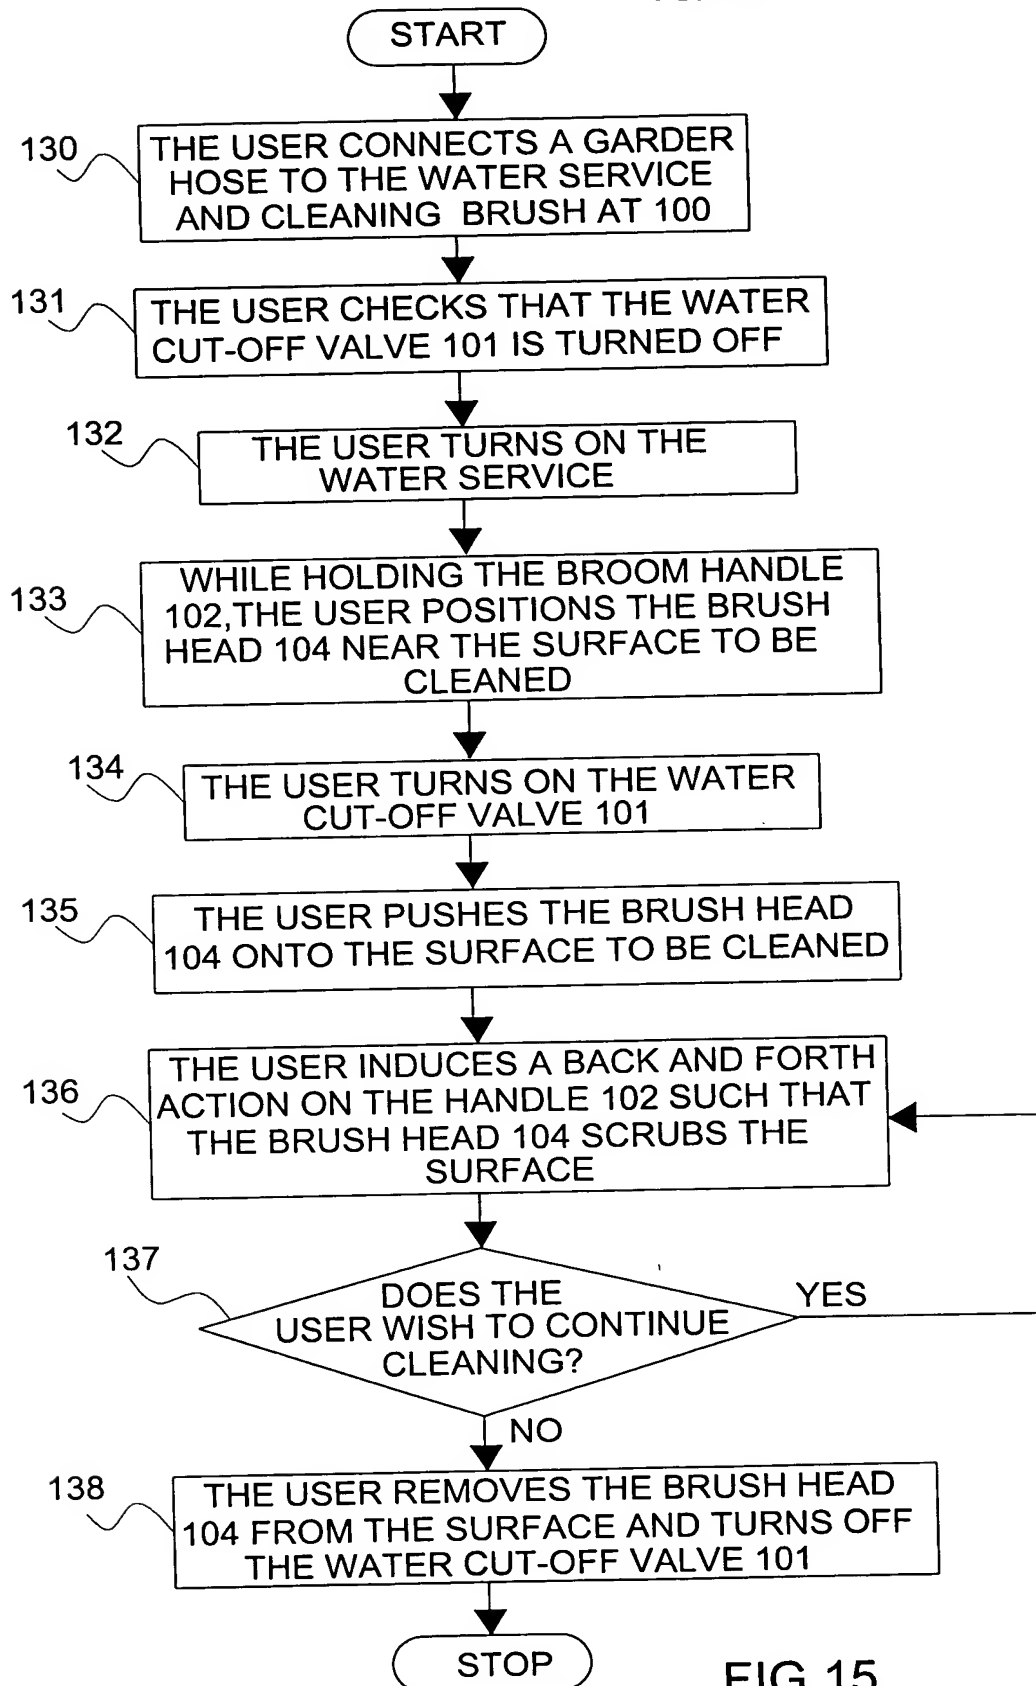 START
130
THE USER CONNECTS A GARDER
HOSE TO THE WATER SERVICE
AND CLEANING BRUSH AT 100
131
THE USER CHECKS THAT THE WATER
CUT-OFF VALVE 101 IS TURNED OFF
132
THE USER TURNS ON THE
WATER SERVICE
133
WHILE HOLDING THE BROOM HANDLE
102,THE USER POSITIONS THE BRUSH
HEAD 104 NEAR THE SURFACE TO BE
CLEANED
134
THE USER TURNS ON THE WATER
CUT-OFF VALVE 101
135
THE USER PUSHES THE BRUSH HEAD
104 ONTO THE SURFACE TO BE CLEANED
136
THE USER INDUCES A BACK AND FORTH
ACTION ON THE HANDLE 102 SUCH THAT
THE BRUSH HEAD 104 SCRUBS THE
SURFACE
137
DOES THE
USER WISH TO CONTINUE
CLEANING?
YES
NO
138
THE USER REMOVES THE BRUSH HEAD
104 FROM THE SURFACE AND TURNS OFF
THE WATER CUT-OFF VALVE 101
STOP
FIG 15